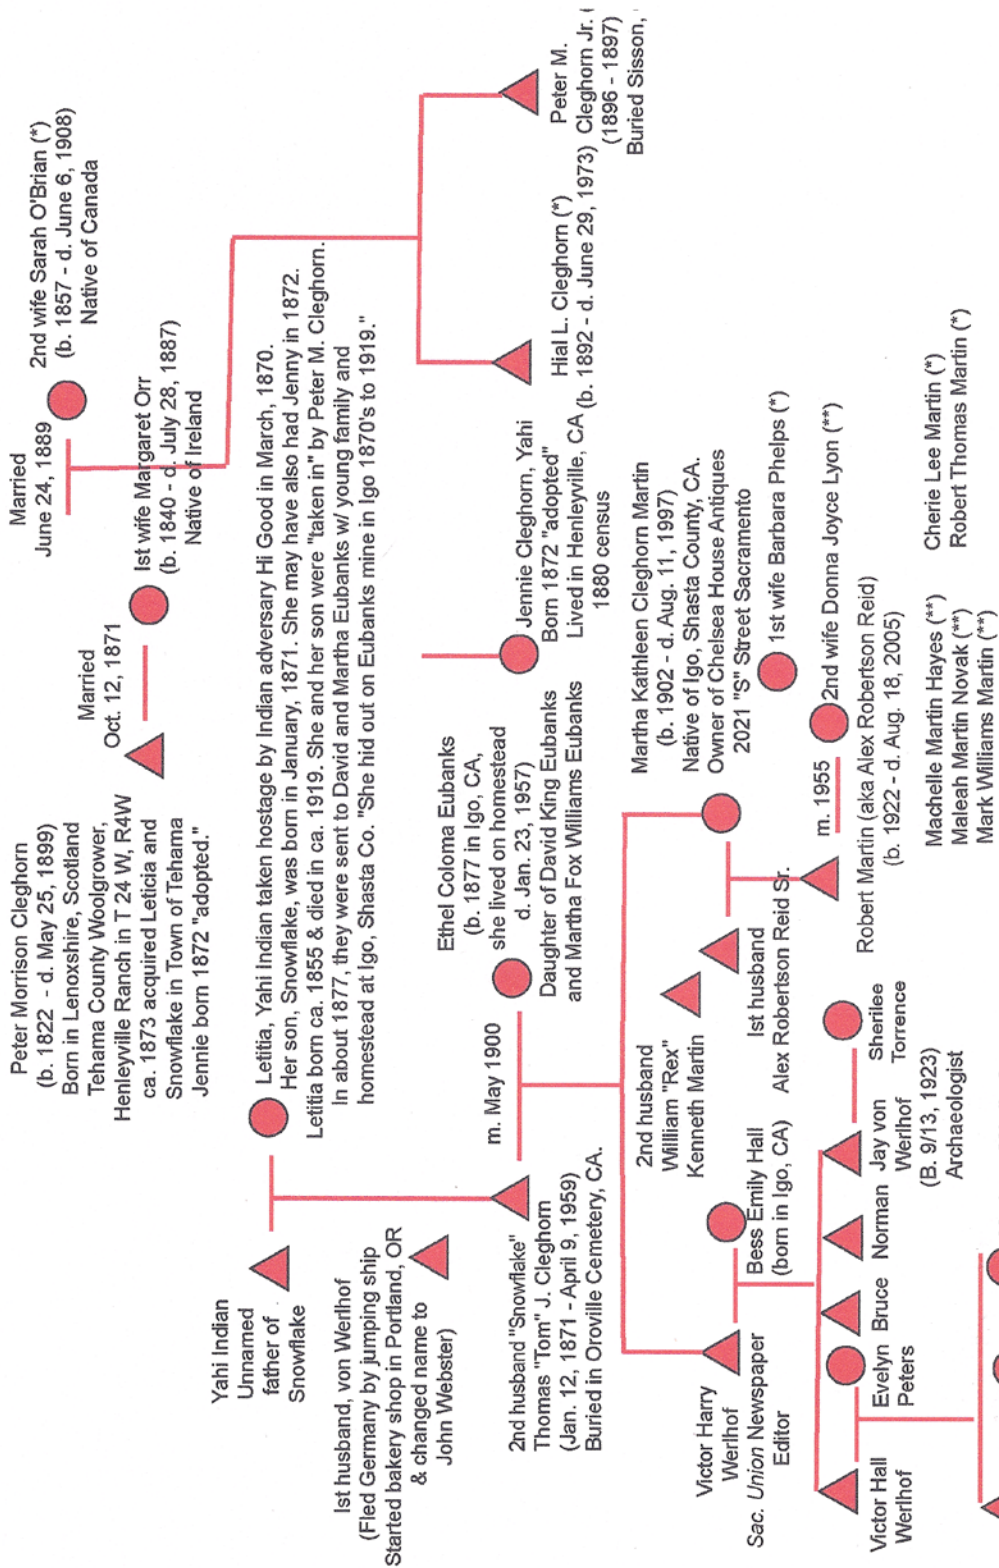 Peter Morrison Cleghorn
(b. 1822 - d. May 25, 1899)
Born in Lenoxshire, Scotland
Tehama County Woolgrower,
Henleyville Ranch in T 24 W, R4W
ca. 1873 acquired Leticia and
Snowflake in Town of Tehama
Jennie born 1872 "adopted."
Married
Oct. 12, 1871
Ist wife Margaret Orr
(b. 1840 - d. July 28, 1887)
Native of Ireland
Married
June 24, 1889
2nd wife Sarah O'Brian (*)
(b. 1857 - d. June 6, 1908)
Native of Canada
Yahi Indian
Unnamed
father of
Snowflake
Letitia, Yahi Indian taken hostage by Indian adversary Hi Good in March, 1870.
Her son, Snowflake, was born in January, 1871. She may have also had Jenny in 1872.
Letitia born ca. 1855 & died in ca. 1919. She and her son were "taken in" by Peter M. Cleghorn.
In about 1877, they were sent to David and Martha Eubanks w/ young family and
homestead at Igo, Shasta Co. "She hid out on Eubanks mine in Igo 1870's to 1919."
Ist husband, von Werlhof
(Fled Germany by jumping ship
Started bakery shop in Portland, OR
& changed name to
John Webster)
2nd husband "Snowflake"
Thomas "Tom" J. Cleghorn
(Jan. 12, 1871 - April 9, 1959)
Buried in Oroville Cemetery, CA.
m. May 1900
Ethel Coloma Eubanks
(b. 1877 in Igo, CA,
she lived on homestead
d. Jan. 23, 1957)
Daughter of David King Eubanks
and Martha Fox Williams Eubanks
Jennie Cleghorn, Yahi
Born 1872 "adopted"
Lived in Henleyville, CA
1880 census
Hial L. Cleghorn (*)
(b. 1892 - d. June 29, 1973)
Peter M.
Cleghorn Jr. (
(1896 - 1897)
Buried Sisson,
Victor Harry
Werlhof
Sac. Union Newspaper
Editor
Bess Emily Hall
(born in Igo, CA)
2nd husband
William "Rex"
Kenneth Martin
Ist husband
Alex Robertson Reid Sr.
Martha Kathleen Cleghorn Martin
(b. 1902 - d. Aug. 11, 1997)
Native of Igo, Shasta County, CA.
Owner of Chelsea House Antiques
2021 "S" Street Sacramento
1st wife Barbara Phelps (*)
m. 1955
2nd wife Donna Joyce Lyon (**)
Robert Martin (aka Alex Robertson Reid)
(b. 1922 - d. Aug. 18, 2005)
Victor Hall
Werlhof
Evelyn
Peters
Bruce
Norman
Jay von
Werlhof
(B. 9/13, 1923)
Archaeologist
Sherilee
Torrence
Machelle Martin Hayes (**)
Maleah Martin Novak (**)
Mark Williams Martin (**)
Cherie Lee Martin (*)
Robert Thomas Martin (*)